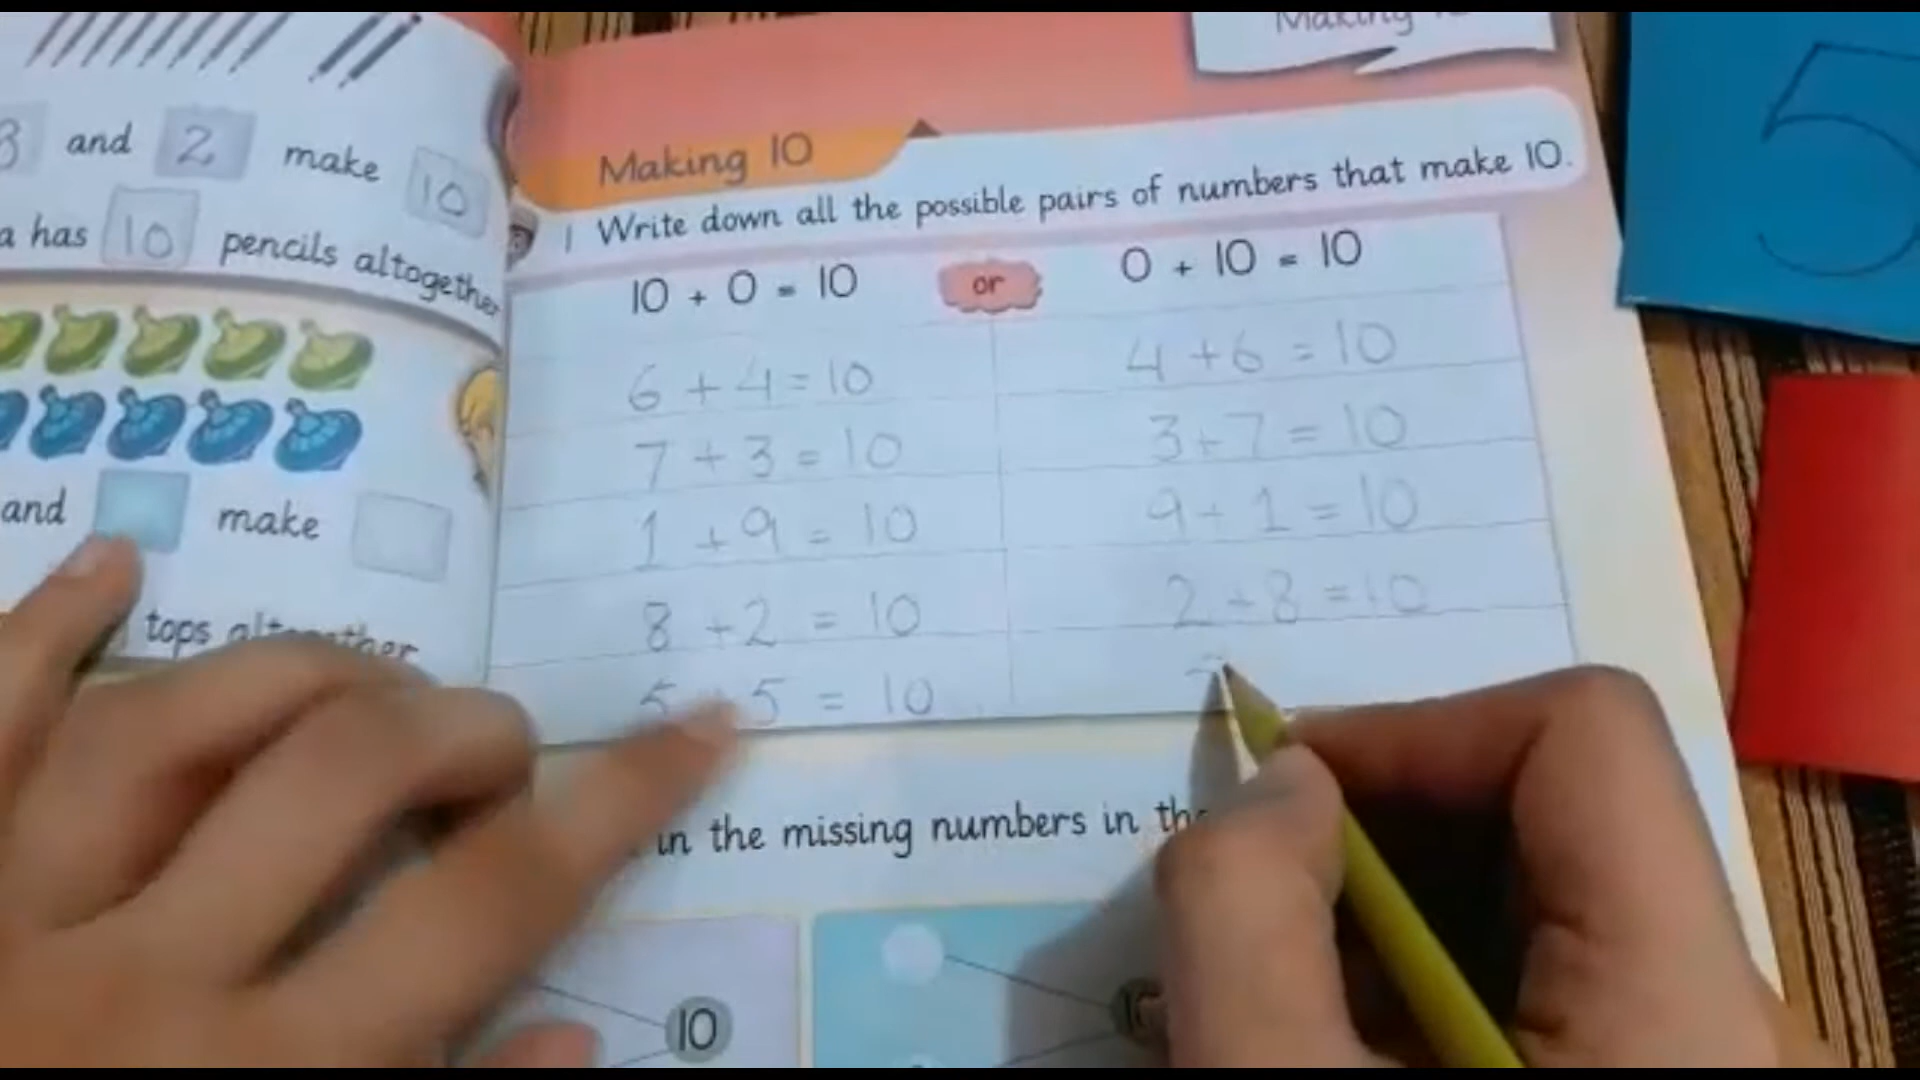 Making
8 and 2 make 10
a has 10 pencils altogether
and make
tops altogether
Making 10
1 Write down all the possible pairs of numbers that make 10.
10 + 0 = 10 or 0 + 10 = 10
6 + 4 = 10 4 + 6 = 10
7 + 3 = 10 3 + 7 = 10
1 + 9 = 10 9 + 1 = 10
8 + 2 = 10 2 + 8 = 10
5 + 5 = 10
in the missing numbers in the
10 10
5